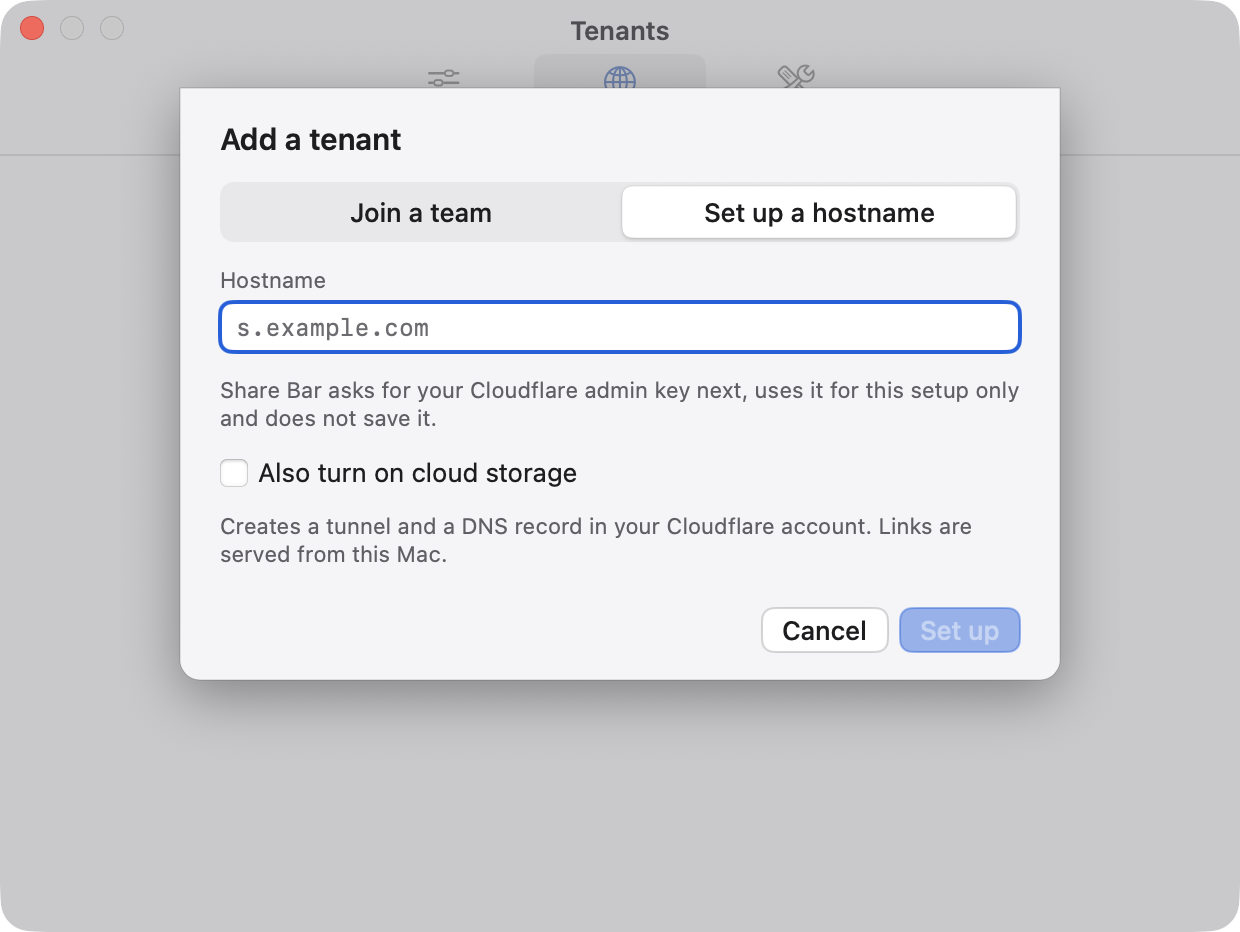 Tenants
Add a tenant
Join a team
Set up a hostname
Hostname
s.example.com
Share Bar asks for your Cloudflare admin key next, uses it for this setup only
and does not save it.
Also turn on cloud storage
Creates a tunnel and a DNS record in your Cloudflare account. Links are
served from this Mac.
Cancel
Set up